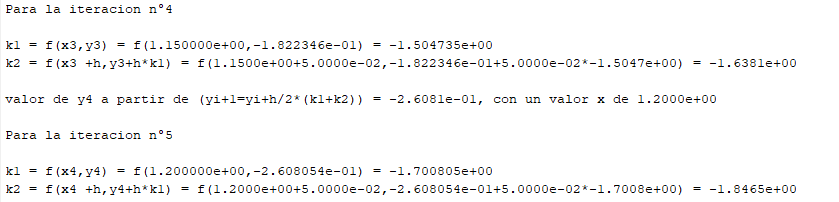 Para la iteracion n°4
k1 = f(x3,y3) = f(1.150000e+00,-1.822346e-01) = -1.504735e+00
k2 = f(x3 +h,y3+h*k1) = f(1.1500e+00+5.0000e-02,-1.822346e-01+5.0000e-02*-1.5047e+00) = -1.6381e+00
valor de y4 a partir de (yi+1=yi+h/2*(k1+k2)) = -2.6081e-01, con un valor x de 1.2000e+00
Para la iteracion n°5
k1 = f(x4,y4) = f(1.200000e+00,-2.608054e-01) = -1.700805e+00
k2 = f(x4 +h,y4+h*k1) = f(1.2000e+00+5.0000e-02,-2.608054e-01+5.0000e-02*-1.7008e+00) = -1.8465e+00